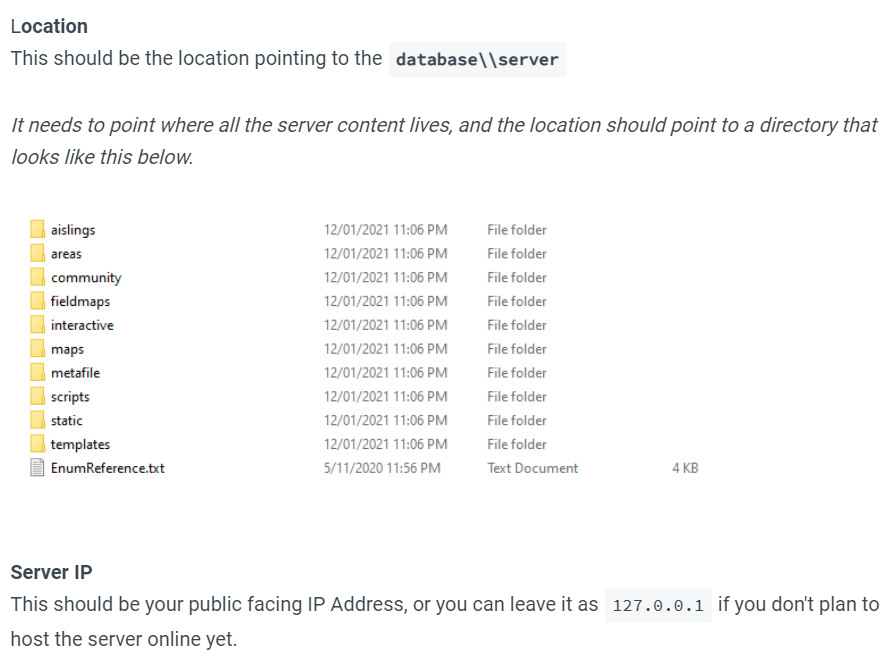 Location
This should be the location pointing to the database\\server
It needs to point where all the server content lives, and the location should point to a directory that
looks like this below.
aislings 12/01/2021 11:06 PM File folder
areas 12/01/2021 11:06 PM File folder
community 12/01/2021 11:06 PM File folder
fieldmaps 12/01/2021 11:06 PM File folder
interactive 12/01/2021 11:06 PM File folder
maps 12/01/2021 11:06 PM File folder
metafile 12/01/2021 11:06 PM File folder
scripts 12/01/2021 11:06 PM File folder
static 12/01/2021 11:06 PM File folder
templates 12/01/2021 11:06 PM File folder
EnumReference.txt 5/11/2020 11:56 PM Text Document 4 KB
Server IP
This should be your public facing IP Address, or you can leave it as 127.0.0.1 if you don't plan to
host the server online yet.